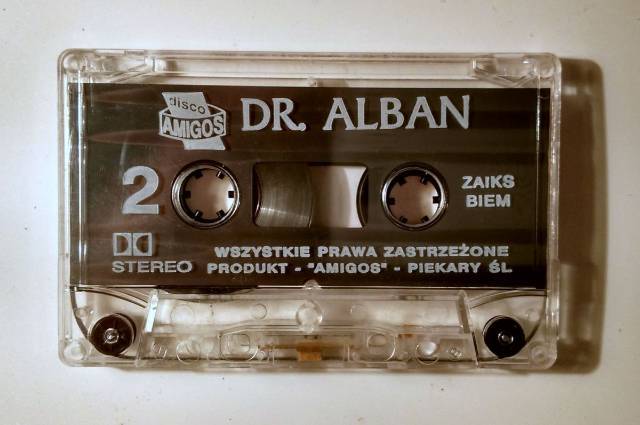 disco
AMIGOS
DR. ALBAN
2
ZAIKS
BIEM
STEREO
WSZYSTKIE PRAWA ZASTRZEŻONE
PRODUKT - "AMIGOS" - PIEKARY ŚL